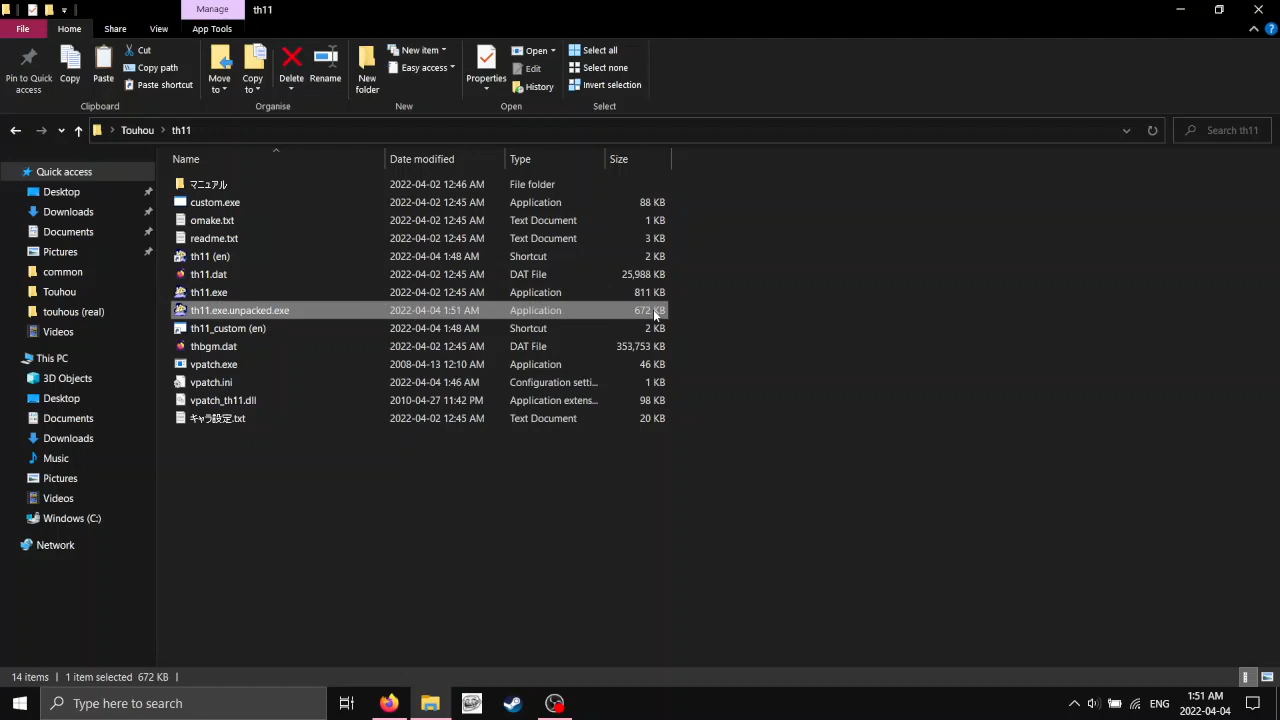 Manage
th11
File
Home
Share
View
App Tools
Pin to Quick access
Copy
Paste
Cut
Copy path
Paste shortcut
Move to
Copy to
Delete
Rename
New folder
New item
Easy access
Properties
Open
Edit
History
Select all
Select none
Invert selection
Clipboard
Organise
New
Open
Select
Touhou > th11
Search th11
Name
Date modified
Type
Size
Quick access
Desktop
Downloads
Documents
Pictures
common
Touhou
touhous (real)
Videos
This PC
3D Objects
Desktop
Documents
Downloads
Music
Pictures
Videos
Windows (C:)
Network
マニュアル 2022-04-02 12:46 AM File folder
custom.exe 2022-04-02 12:45 AM Application 88 KB
omake.txt 2022-04-02 12:45 AM Text Document 1 KB
readme.txt 2022-04-02 12:45 AM Text Document 3 KB
th11 (en) 2022-04-04 1:48 AM Shortcut 2 KB
th11.dat 2022-04-02 12:45 AM DAT File 25,988 KB
th11.exe 2022-04-02 12:45 AM Application 811 KB
th11.exe.unpacked.exe 2022-04-04 1:51 AM Application 672 KB
th11_custom (en) 2022-04-04 1:48 AM Shortcut 2 KB
thbgm.dat 2022-04-02 12:45 AM DAT File 353,753 KB
vpatch.exe 2008-04-13 12:10 AM Application 46 KB
vpatch.ini 2022-04-04 1:46 AM Configuration setti... 1 KB
vpatch_th11.dll 2010-04-27 11:42 PM Application extens... 98 KB
キャラ設定.txt 2022-04-02 12:45 AM Text Document 20 KB
14 items
1 item selected 672 KB
Type here to search
ENG
1:51 AM
2022-04-04